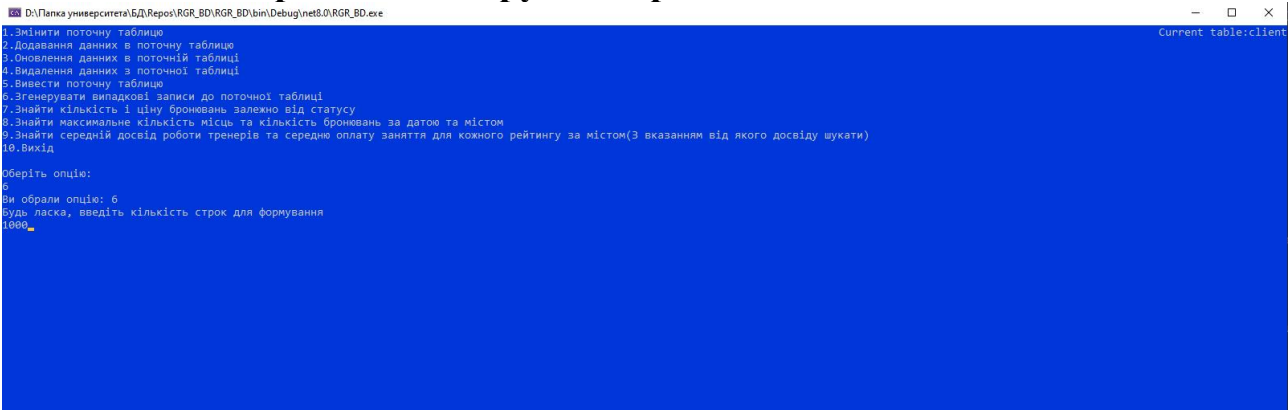 D:\Папка университета\БД\Repos\RGR_BD\RGR_BD\bin\Debug\net8.0\RGR_BD.exe
1.Змінити поточну таблицю
Current table:client
2.Додавання данних в поточну таблицю
3.Оновлення данних в поточній таблиці
4.Видалення данних з поточної таблиці
5.Вивести поточну таблицю
6.Згенерувати випадкові записи до поточної таблиці
7.Знайти кількість і ціну бронювань залежно від статусу
8.Знайти максимальне кількість місць та кількість бронювань за датою та містом
9.Знайти середній досвід роботи тренерів та середню оплату заняття для кожного рейтингу за містом(З вказанням від якого досвіду шукати)
10.Вихід
Оберіть опцію:
6
Ви обрали опцію: 6
Будь ласка, введіть кількість строк для формування
1000